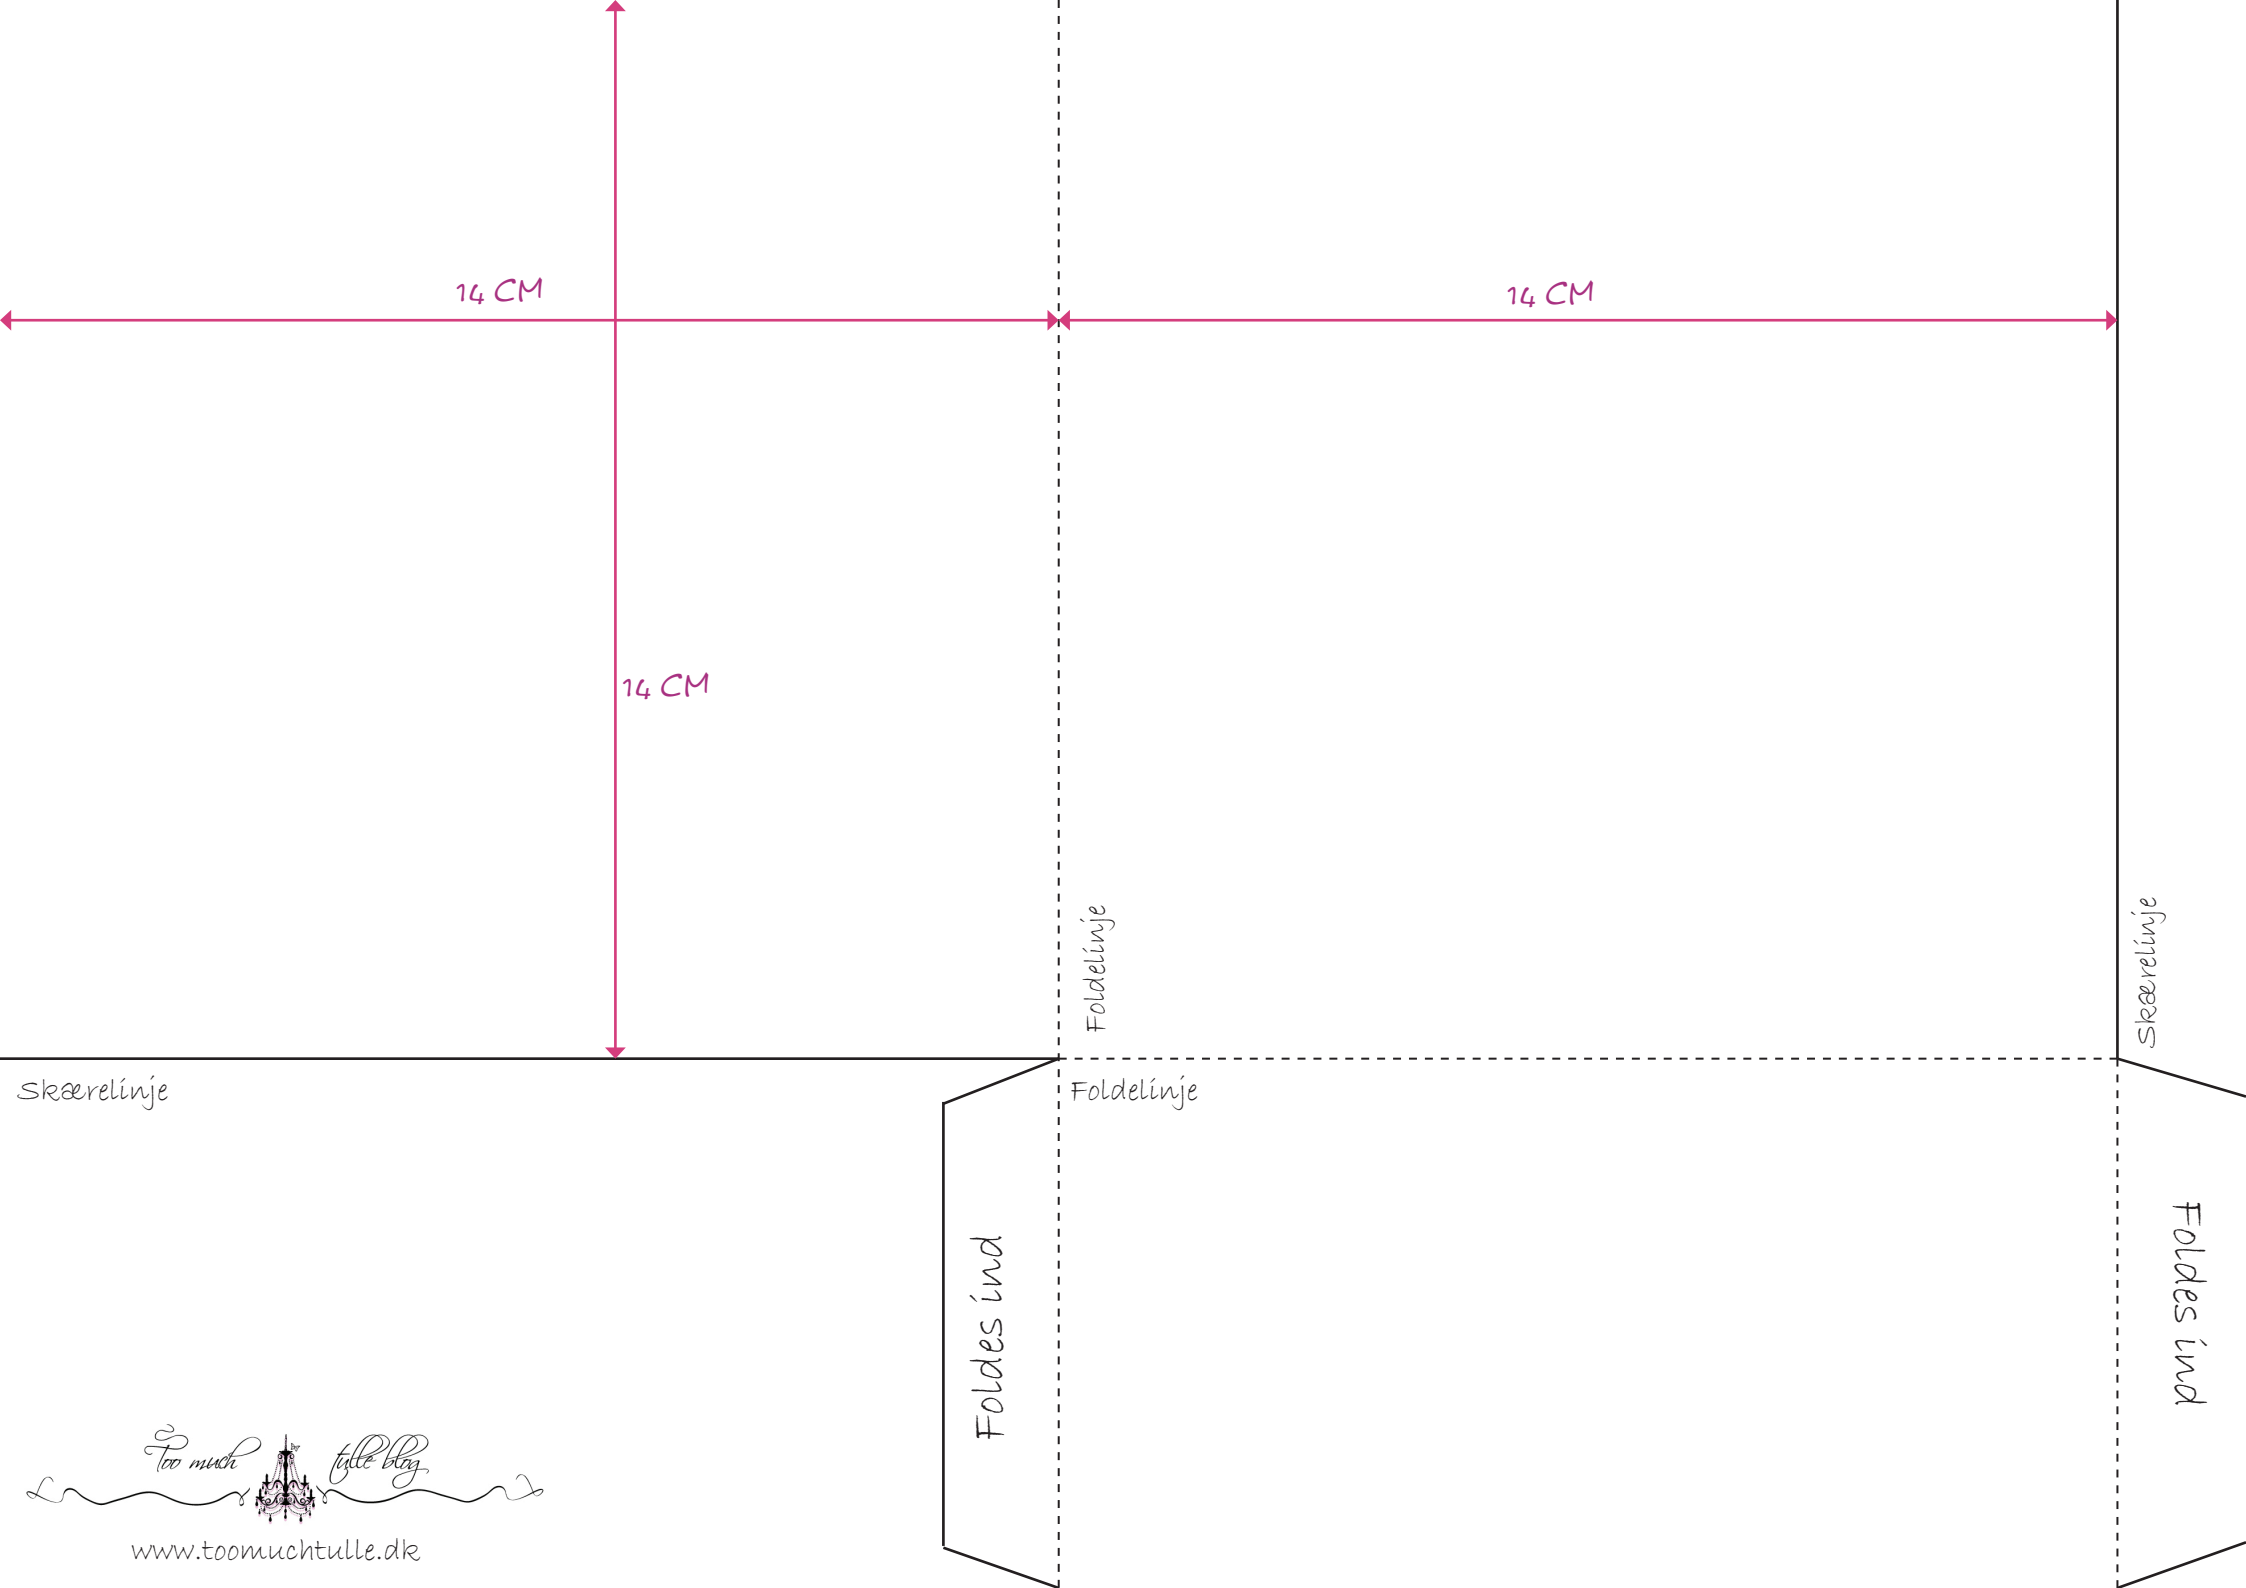 14 CM
14 CM
14 CM
Foldelinje
Skærelinje
Skærelinje
Foldelinje
Foldes ind
Foldes ind
Too much tulle blog
www.toomuchtulle.dk